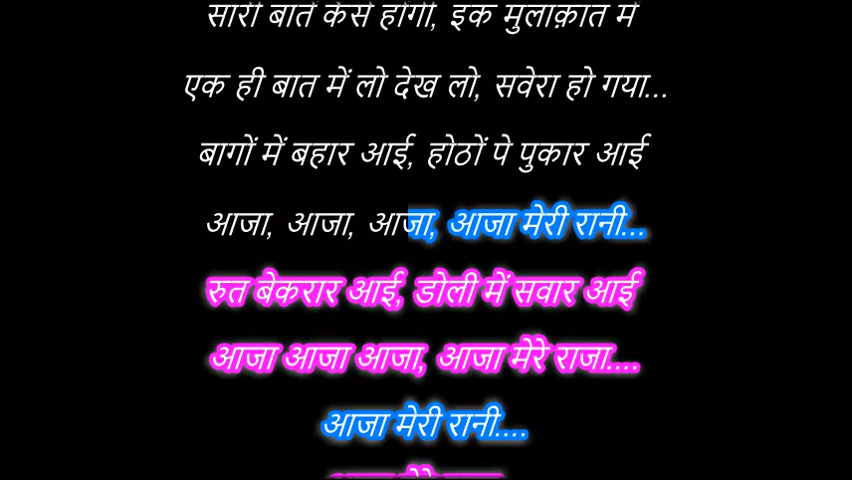 सारी बातें कैसे होंगी, इक मुलाक़ात में
एक ही बात में लो देख लो, सवेरा हो गया...
बागों में बहार आई, होठों पे पुकार आई
आजा, आजा, आजा, आजा मेरी रानी...
रुत बेकरार आई, डोली में सवार आई
आजा आजा आजा, आजा मेरे राजा....
आजा मेरी रानी....